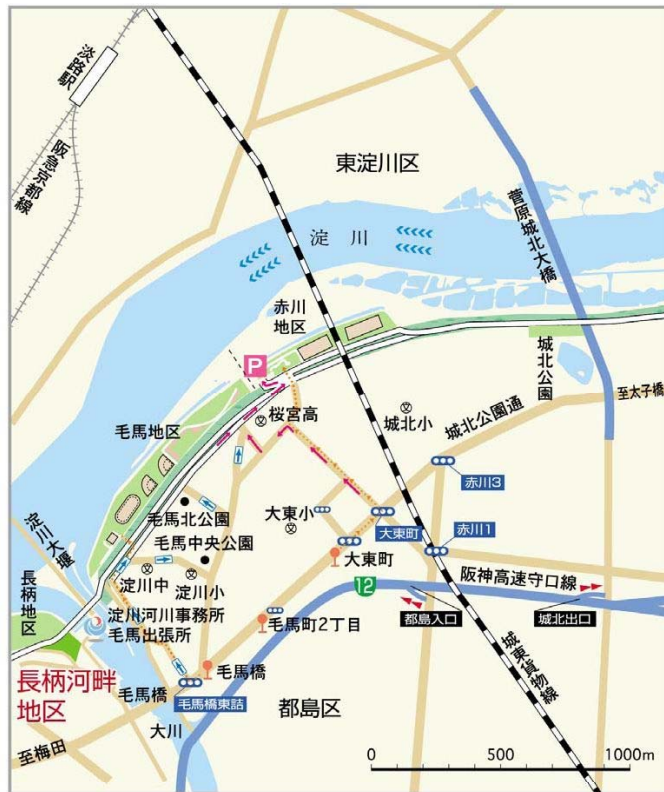 淡路駅
阪急京都線
東淀川区
菅原城北大橋
淀川
赤川
地区
P
城北公園
至太子橋
桜宮高
城北小
城北公園通
毛馬地区
赤川3
毛馬北公園
大東小
大東町
赤川1
淀川大堰
毛馬中央公園
大東町
長柄地区
淀川中
淀川小
阪神高速守口線
12
淀川河川事務所
毛馬出張所
毛馬町2丁目
都島入口
城北出口
長柄河畔
地区
毛馬橋
毛馬橋
毛馬橋東詰
城東貨物線
都島区
大川
至梅田
0
500
1000m